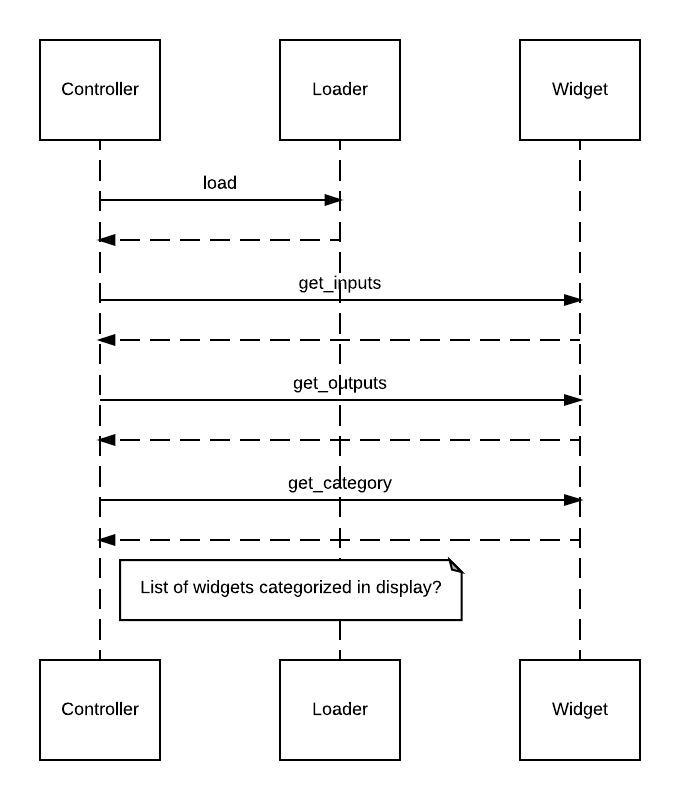 Controller
Loader
Widget
load
get_inputs
get_outputs
get_category
List of widgets categorized in display?
Controller
Loader
Widget